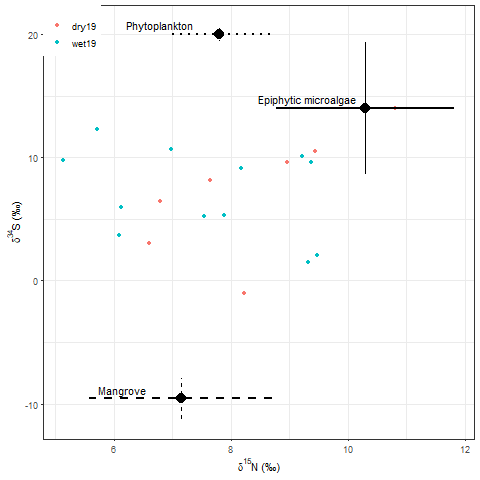 dry19
wet19
Phytoplankton
Epiphytic microalgae
Mangrove
20
10
0
-10
δ³⁴S (‰)
6 8 10 12
δ¹⁵N (‰)